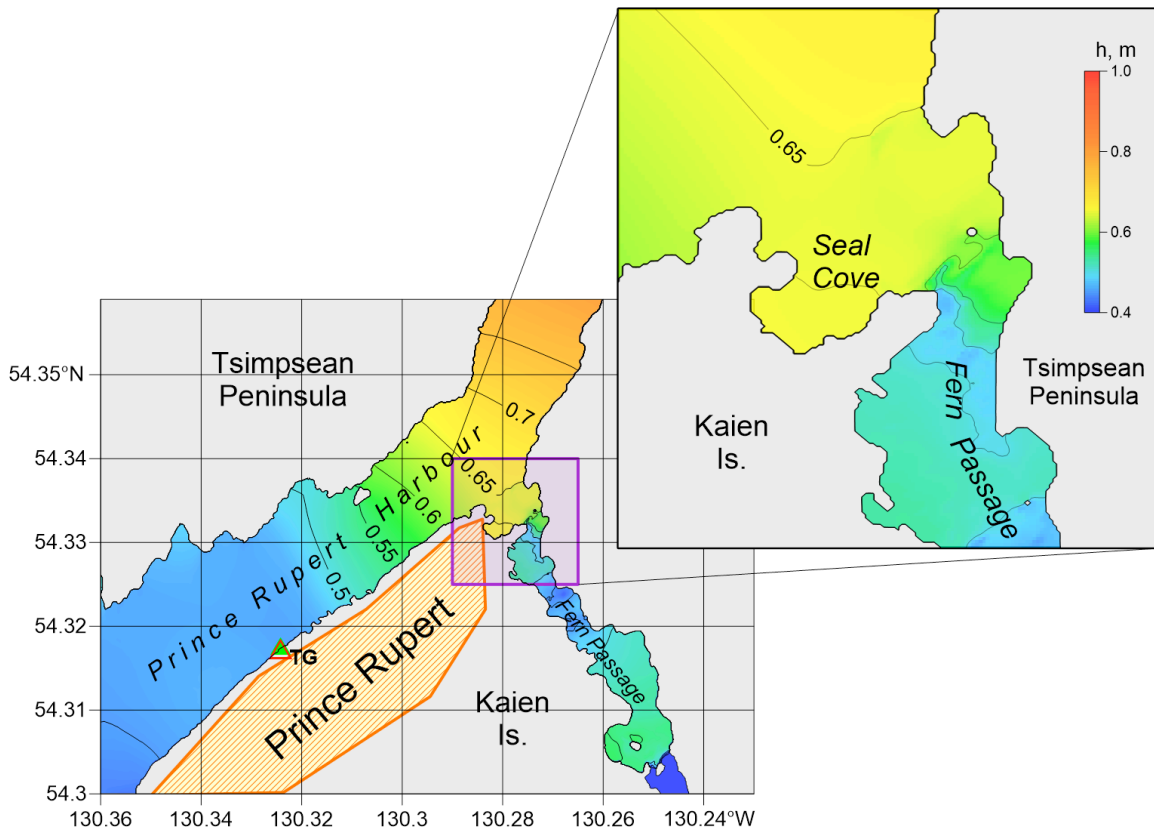 h, m
1.0
0.8
0.6
0.4
0.65
Seal
Cove
Fern Passage
Tsimpsean
Peninsula
Kaien
Is.
Tsimpsean
Peninsula
54.35°N
54.34
54.33
54.32
54.31
54.3
0.7
0.65
0.6
0.55
0.5
Prince Rupert Harbour
TG
Prince Rupert
Fern Passage
Kaien
Is.
130.36 130.34 130.32 130.3 130.28 130.26 130.24°W